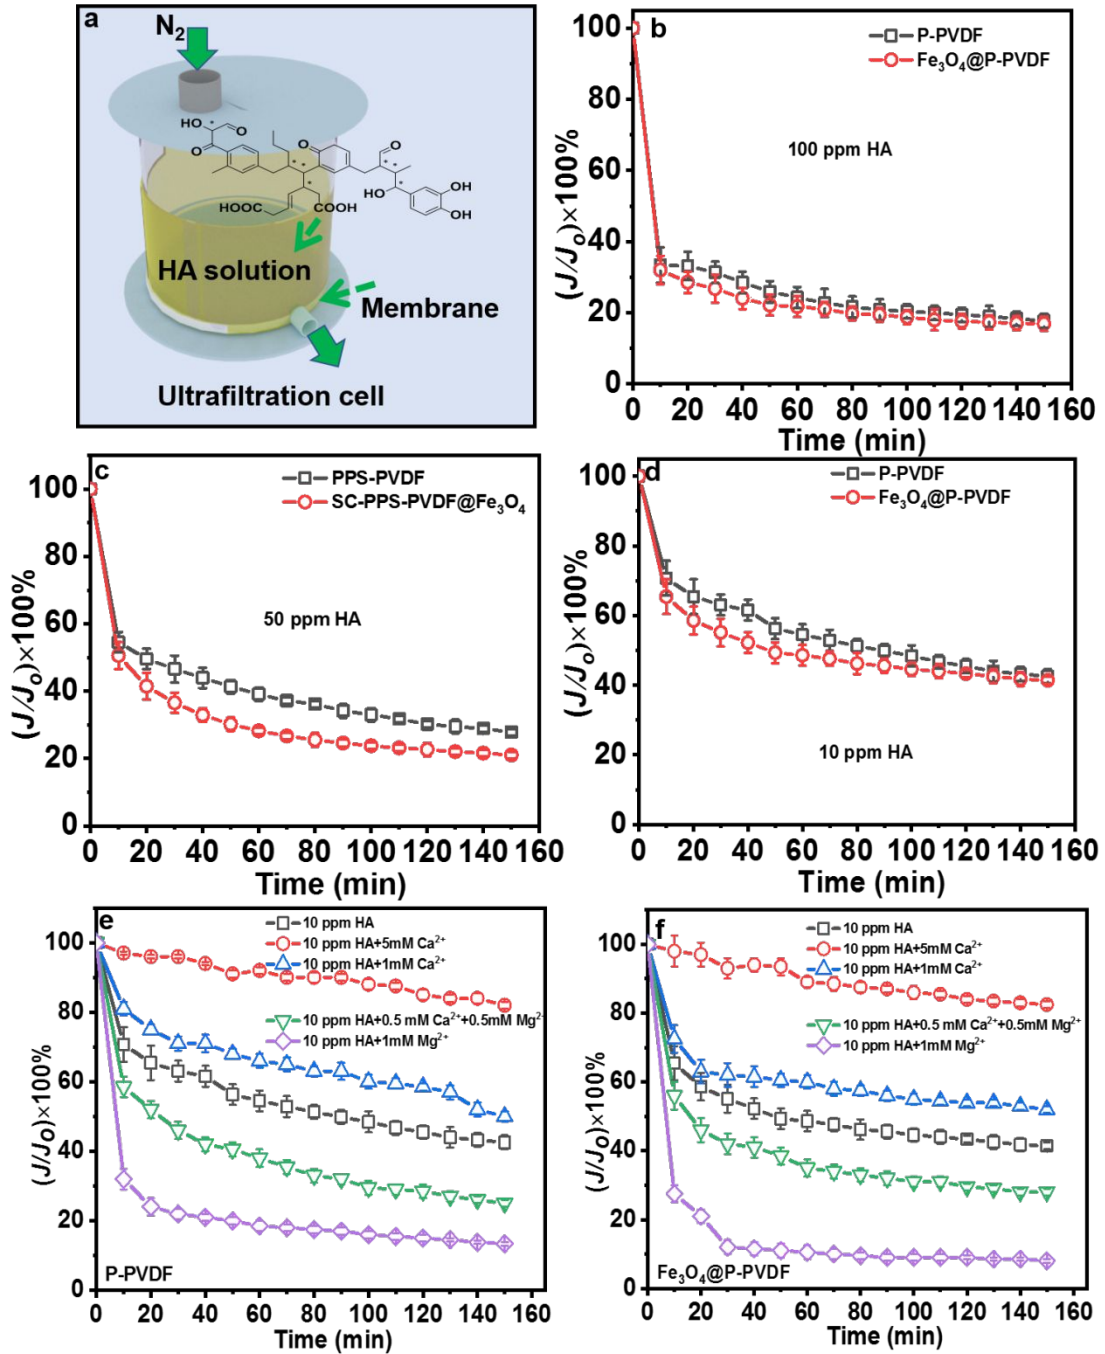 a
N₂
HO
*
O
O
O
O
* *
* *
*
*
HO
OH
OH
HOOC
COOH
HA solution
Membrane
Ultrafiltration cell
b
P-PVDF
Fe₃O₄@P-PVDF
100 ppm HA
(J/Jₒ)×100%
100
80
60
40
20
0
0 20 40 60 80 100 120 140 160
Time (min)
c
PPS-PVDF
SC-PPS-PVDF@Fe₃O₄
50 ppm HA
(J/Jₒ)×100%
100
80
60
40
20
0
0 20 40 60 80 100 120 140 160
Time (min)
d
P-PVDF
Fe₃O₄@P-PVDF
10 ppm HA
(J/Jₒ)×100%
100
80
60
40
20
0
0 20 40 60 80 100 120 140 160
Time (min)
e
10 ppm HA
10 ppm HA+5mM Ca²⁺
10 ppm HA+1mM Ca²⁺
10 ppm HA+0.5 mM Ca²⁺+0.5mM Mg²⁺
10 ppm HA+1mM Mg²⁺
P-PVDF
(J/Jo)×100%
100
80
60
40
20
0
0 20 40 60 80 100 120 140 160
Time (min)
f
10 ppm HA
10 ppm HA+5mM Ca²⁺
10 ppm HA+1mM Ca²⁺
10 ppm HA+0.5 mM Ca²⁺+0.5mM Mg²⁺
10 ppm HA+1mM Mg²⁺
Fe₃O₄@P-PVDF
(J/Jo)×100%
100
80
60
40
20
0
0 20 40 60 80 100 120 140 160
Time (min)